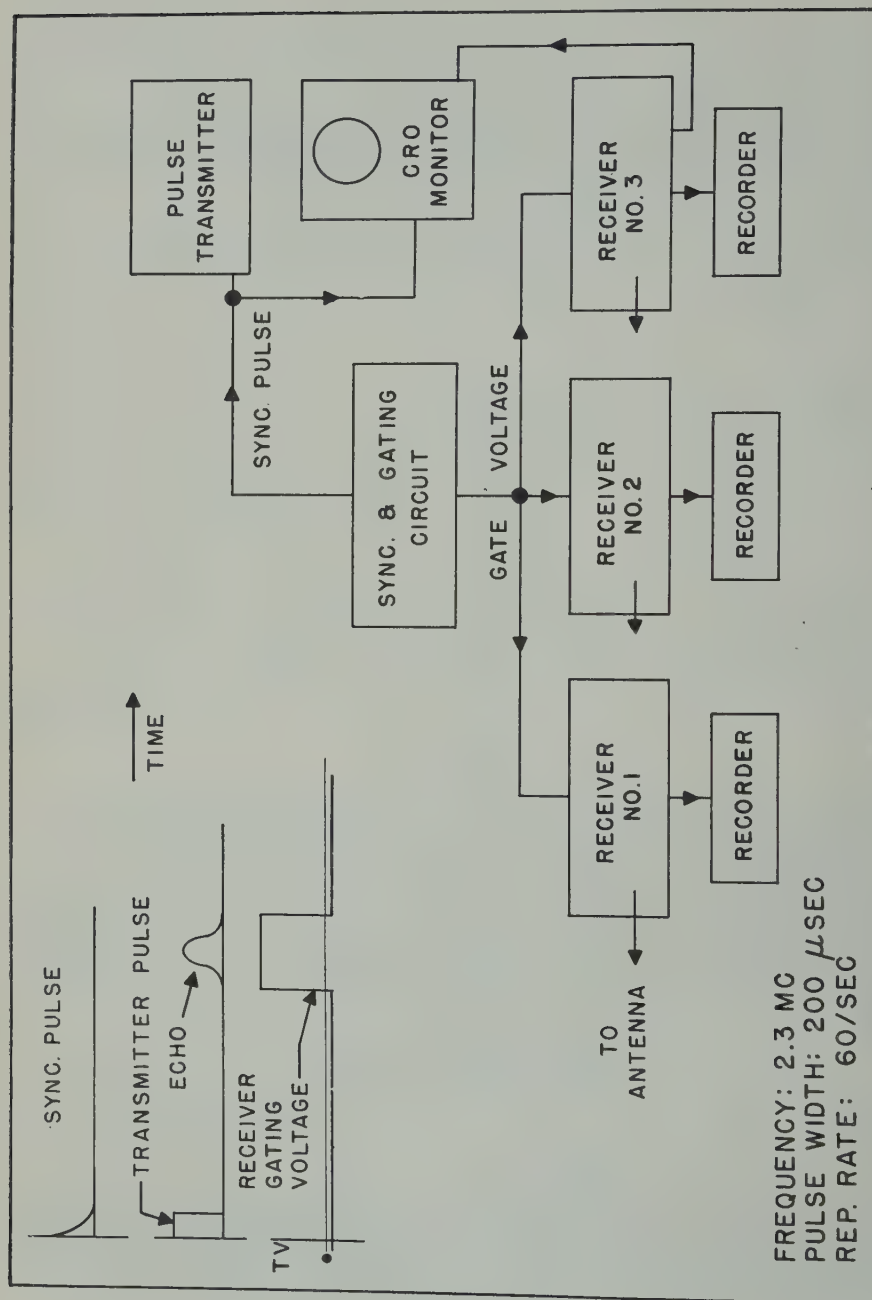 SYNC. PULSE
TRANSMITTER PULSE
ECHO
RECEIVER
GATING
VOLTAGE
TV
TIME
PULSE
TRANSMITTER
SYNC. PULSE
CRO
MONITOR
SYNC. & GATING
CIRCUIT
GATE VOLTAGE
RECEIVER
NO.1
RECEIVER
NO. 2
RECEIVER
NO. 3
TO
ANTENNA
RECORDER
RECORDER
RECORDER
FREQUENCY: 2.3 MC
PULSE WIDTH: 200 μSEC
REP. RATE: 60/SEC